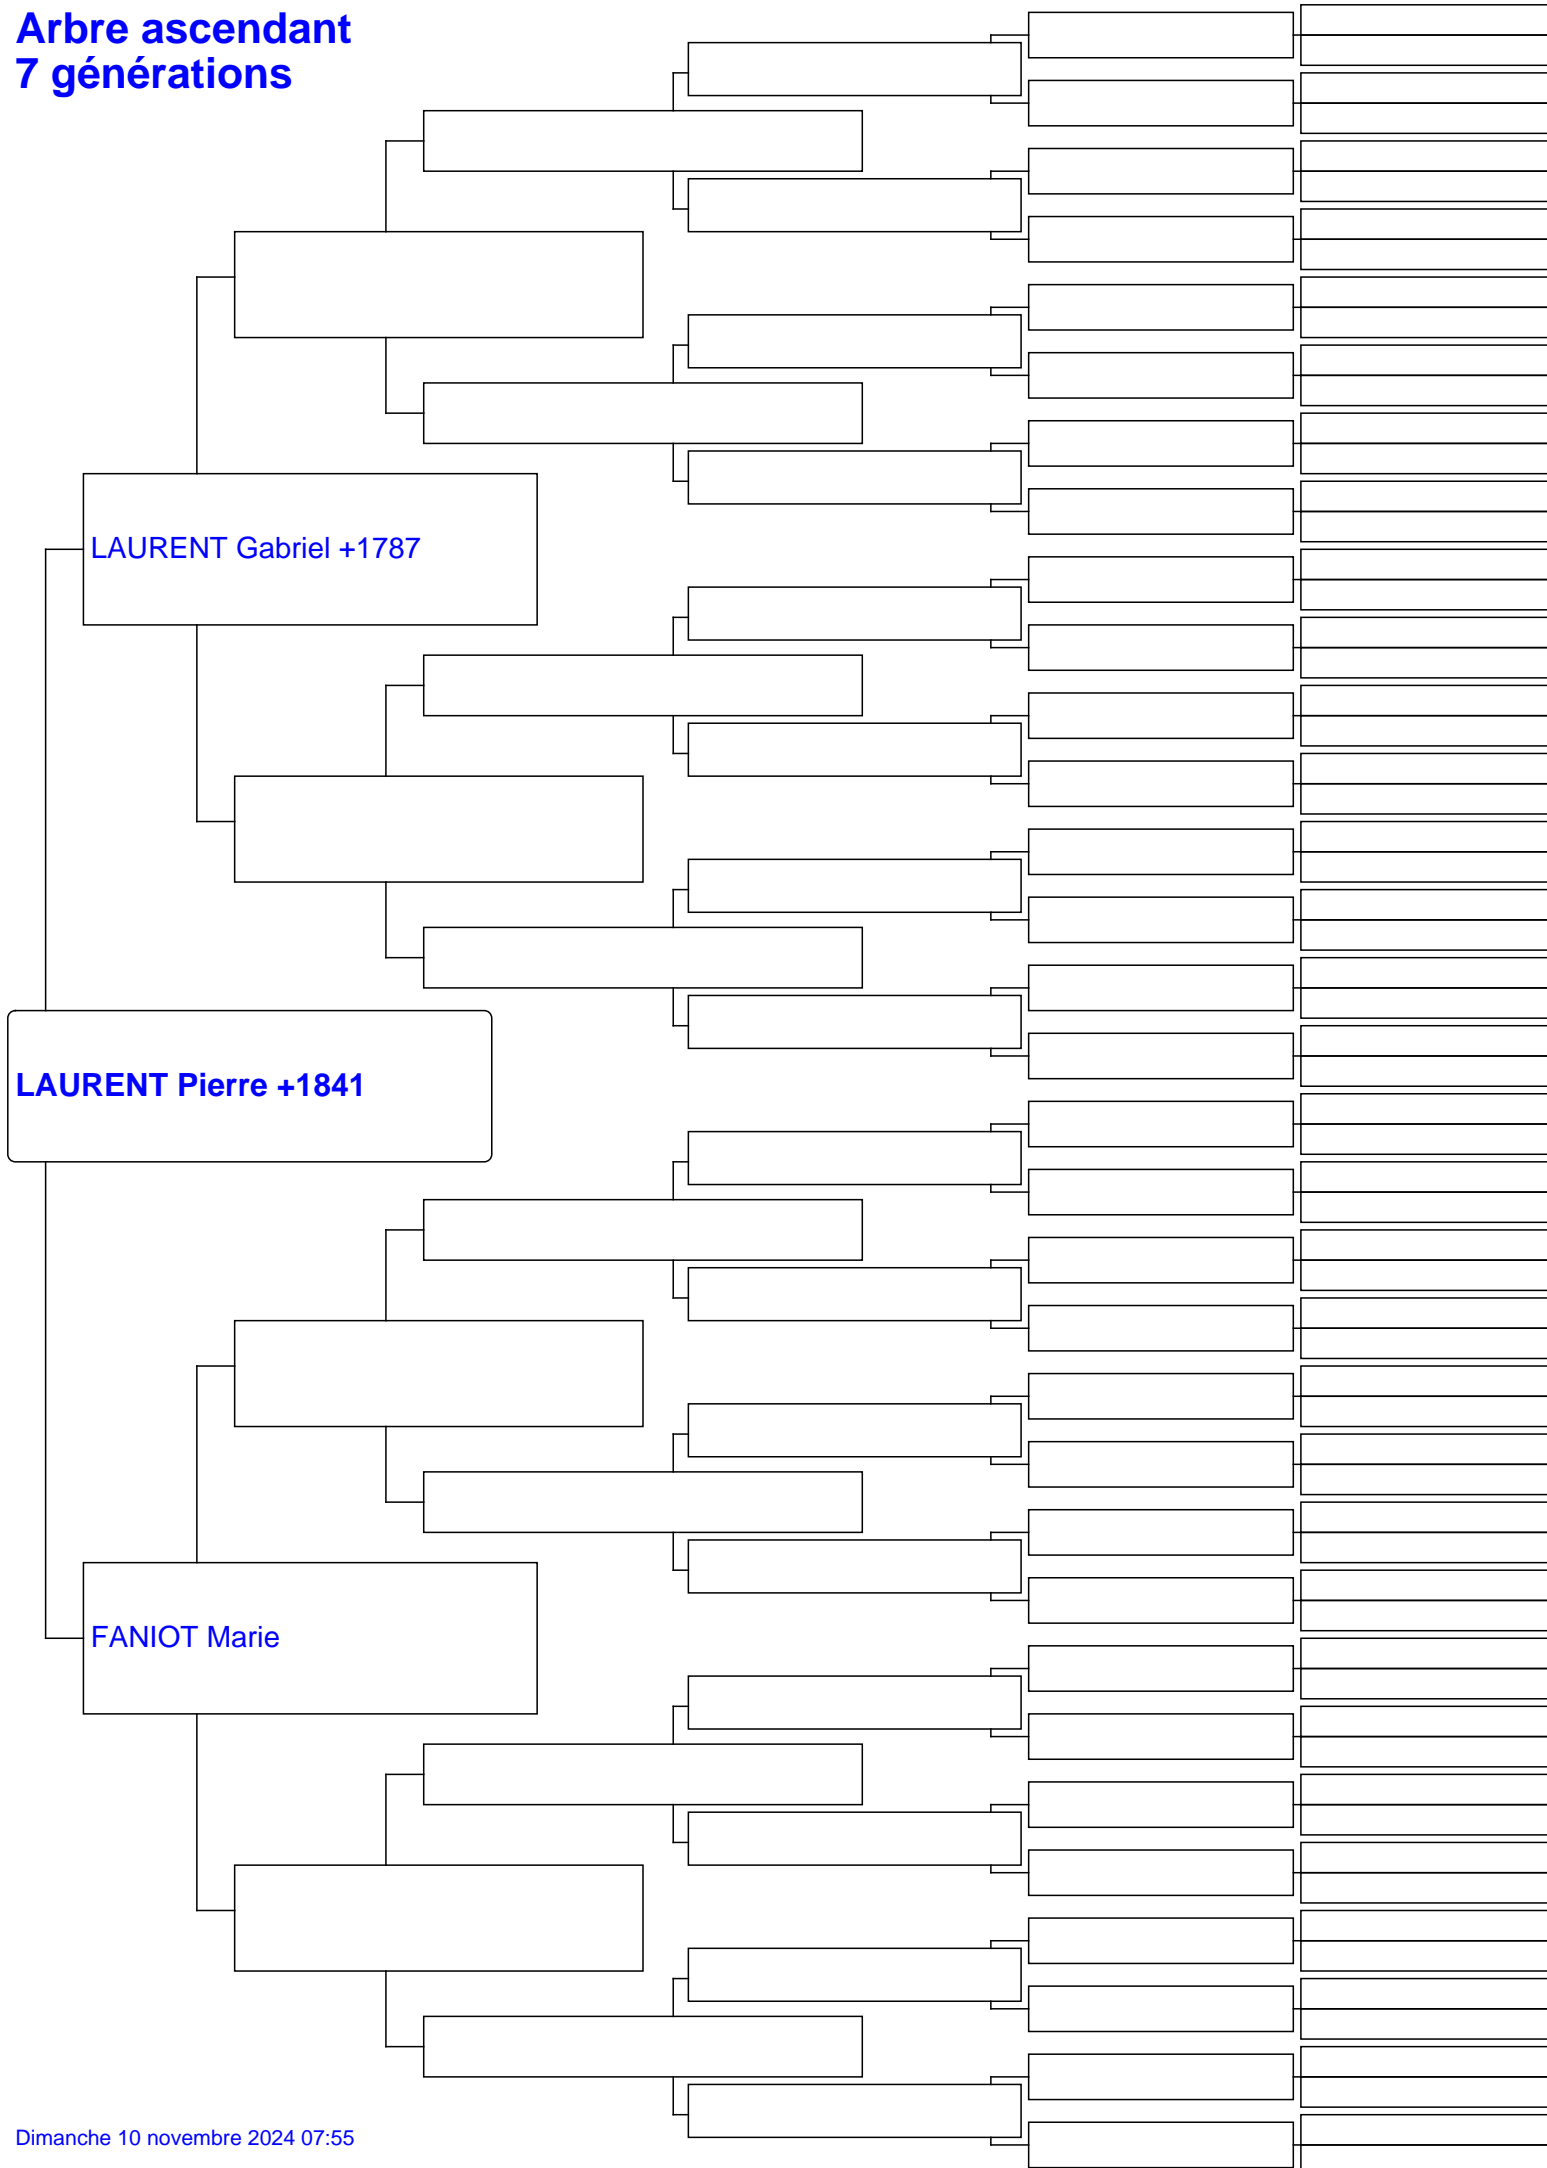 Arbre ascendant
7 générations
LAURENT Gabriel +1787
LAURENT Pierre +1841
FANIOT Marie
Dimanche 10 novembre 2024 07:55